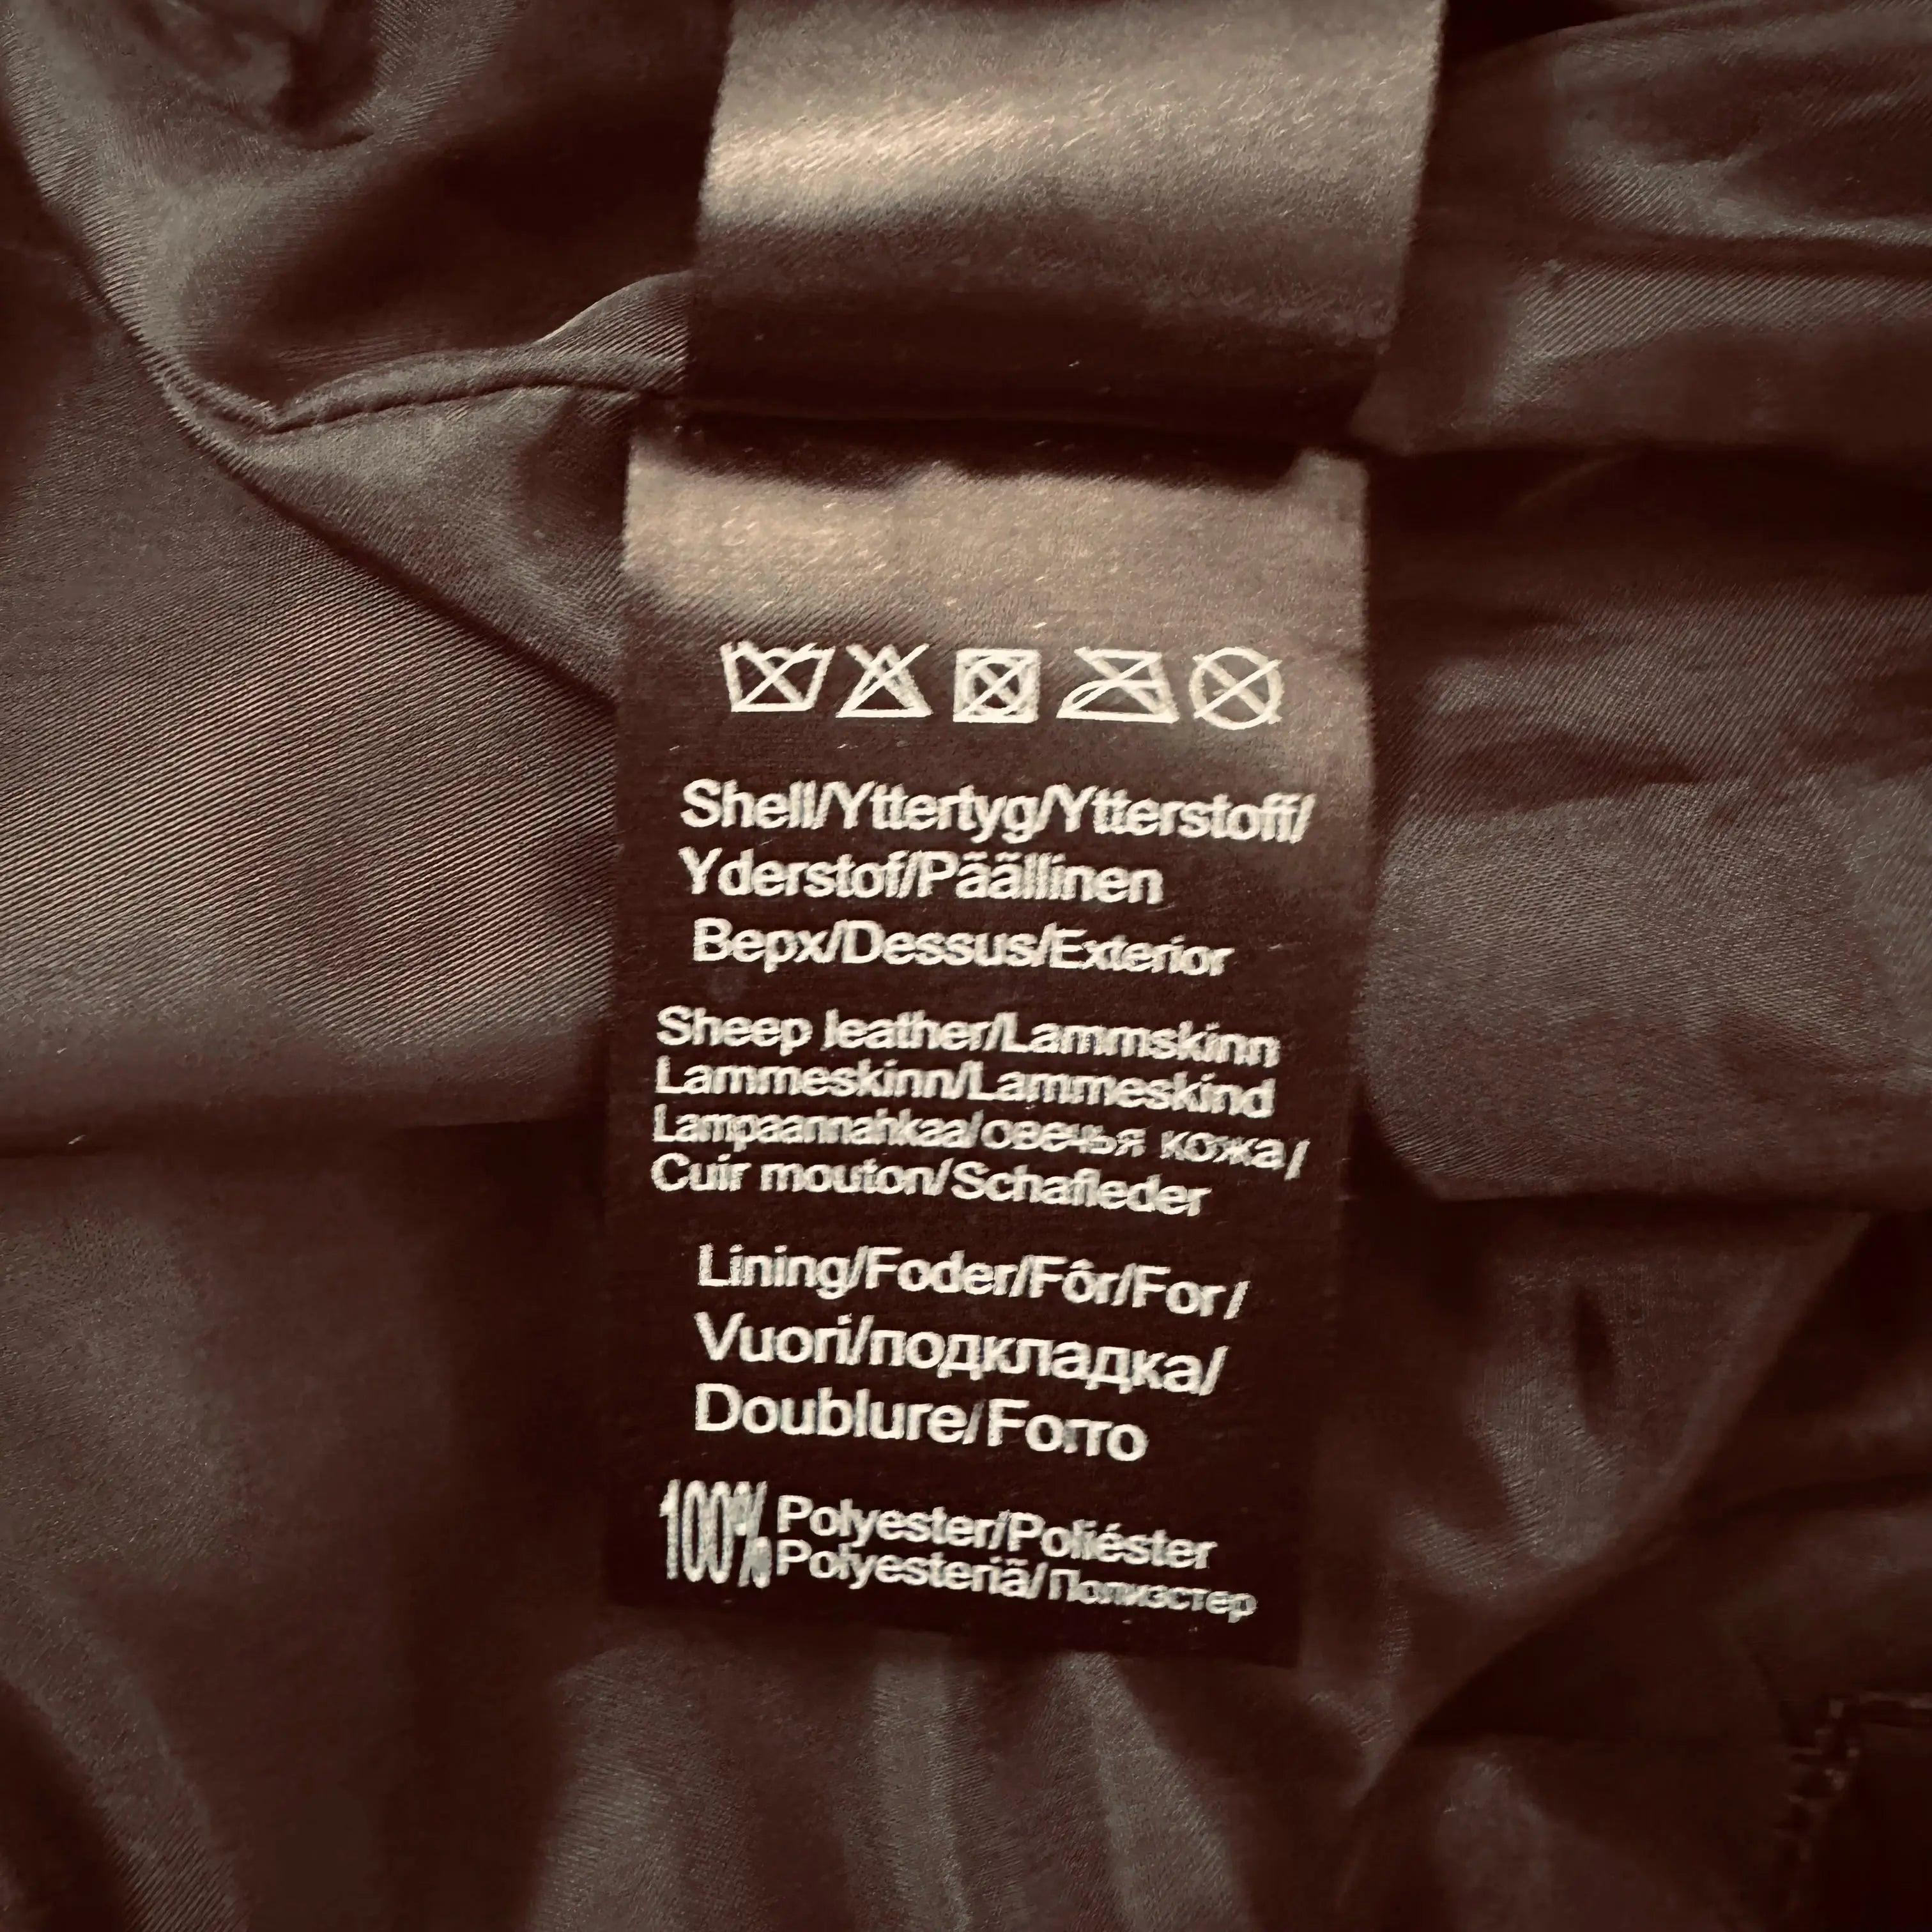 Shell/Yttertyg/Ytterstoff/
Yderstof/Päällinen
Верх/Dessus/Exterior
Sheep leather/Lammskinn
Lammeskinn/Lammeskind
Lampaannahkaa/овечья кожа/
Cuir mouton/Schafleder
Lining/Foder/Fôr/For/
Vuori/подкладка/
Doublure/Forro
100% Polyester/Poliéster
Polyesteriä/Полиэстер